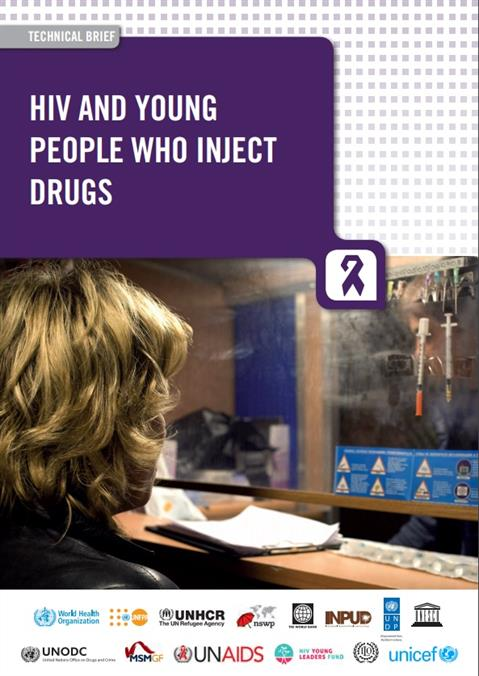 TECHNICAL BRIEF
HIV AND YOUNG
PEOPLE WHO INJECT
DRUGS
World Health
Organization
UNFPA
UNHCR
The UN Refugee Agency
nswp
THE WORLD BANK
INPUD
U N
D P
UNESCO
UNODC
United Nations Office on Drugs and Crime
MSMGF
UNAIDS
HIV YOUNG
LEADERS FUND
unicef